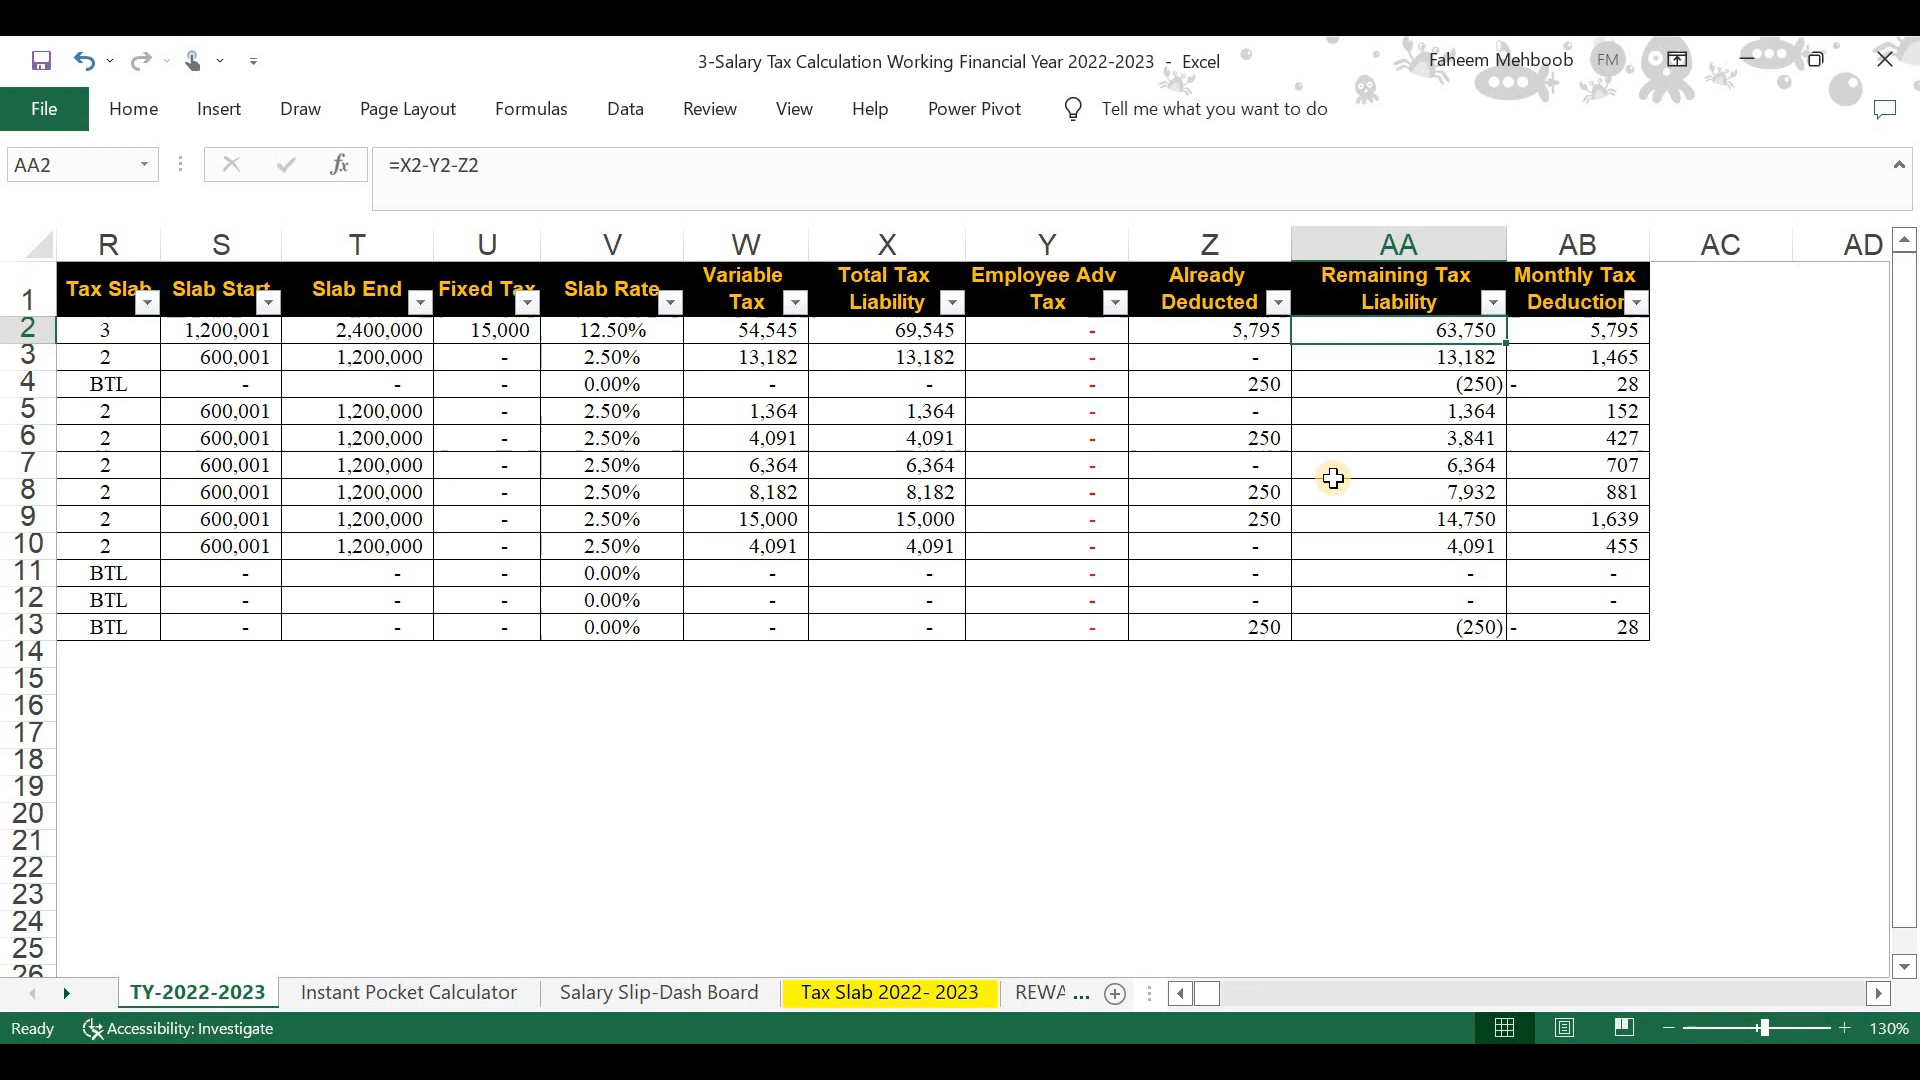 3-Salary Tax Calculation Working Financial Year 2022-2023 - Excel
Faheem Mehboob FM
File Home Insert Draw Page Layout Formulas Data Review View Help Power Pivot Tell me what you want to do
AA2 fx =X2-Y2-Z2
R S T U V W X Y Z AA AB AC AD
1 Tax Slab Slab Start Slab End Fixed Tax Slab Rate Variable Tax Total Tax Liability Employee Adv Tax Already Deducted Remaining Tax Liability Monthly Tax Deduction
2 3 1,200,001 2,400,000 15,000 12.50% 54,545 69,545 - 5,795 63,750 5,795
3 2 600,001 1,200,000 - 2.50% 13,182 13,182 - - 13,182 1,465
4 BTL - - - 0.00% - - - 250 (250) - 28
5 2 600,001 1,200,000 - 2.50% 1,364 1,364 - - 1,364 152
6 2 600,001 1,200,000 - 2.50% 4,091 4,091 - 250 3,841 427
7 2 600,001 1,200,000 - 2.50% 6,364 6,364 - - 6,364 707
8 2 600,001 1,200,000 - 2.50% 8,182 8,182 - 250 7,932 881
9 2 600,001 1,200,000 - 2.50% 15,000 15,000 - 250 14,750 1,639
10 2 600,001 1,200,000 - 2.50% 4,091 4,091 - - 4,091 455
11 BTL - - - 0.00% - - - - - -
12 BTL - - - 0.00% - - - - - -
13 BTL - - - 0.00% - - - 250 (250) - 28
14
15
16
17
18
19
20
21
22
23
24
25
26
TY-2022-2023 Instant Pocket Calculator Salary Slip-Dash Board Tax Slab 2022- 2023 REWA ...
Ready Accessibility: Investigate 130%